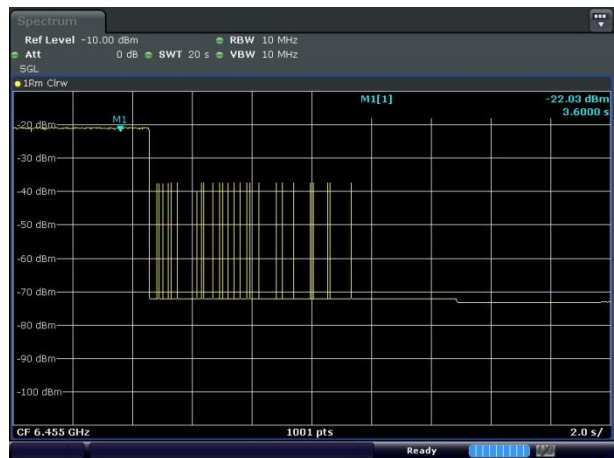 Spectrum
Ref Level -10.00 dBm RBW 10 MHz
Att 0 dB SWT 20 s VBW 10 MHz
SGL
1Rm Clrw
M1[1] -22.03 dBm
3.6000 s
M1
-20 dBm
-30 dBm
-40 dBm
-50 dBm
-60 dBm
-70 dBm
-80 dBm
-90 dBm
-100 dBm
CF 6.455 GHz 1001 pts 2.0 s/
Ready